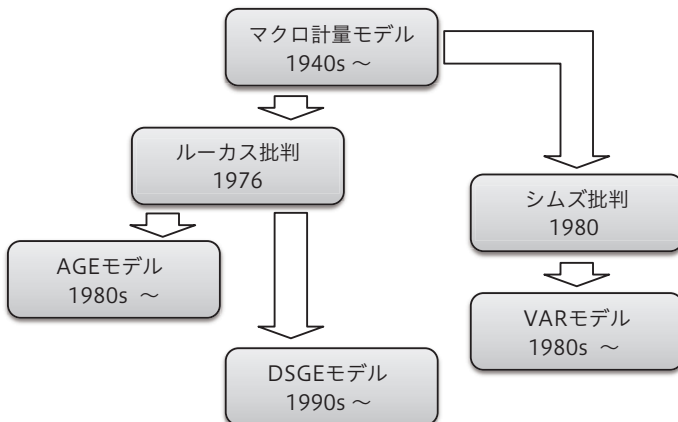 マクロ計量モデル
1940s ～
ルーカス批判
1976
シムズ批判
1980
AGEモデル
1980s ～
VARモデル
1980s ～
DSGEモデル
1990s ～